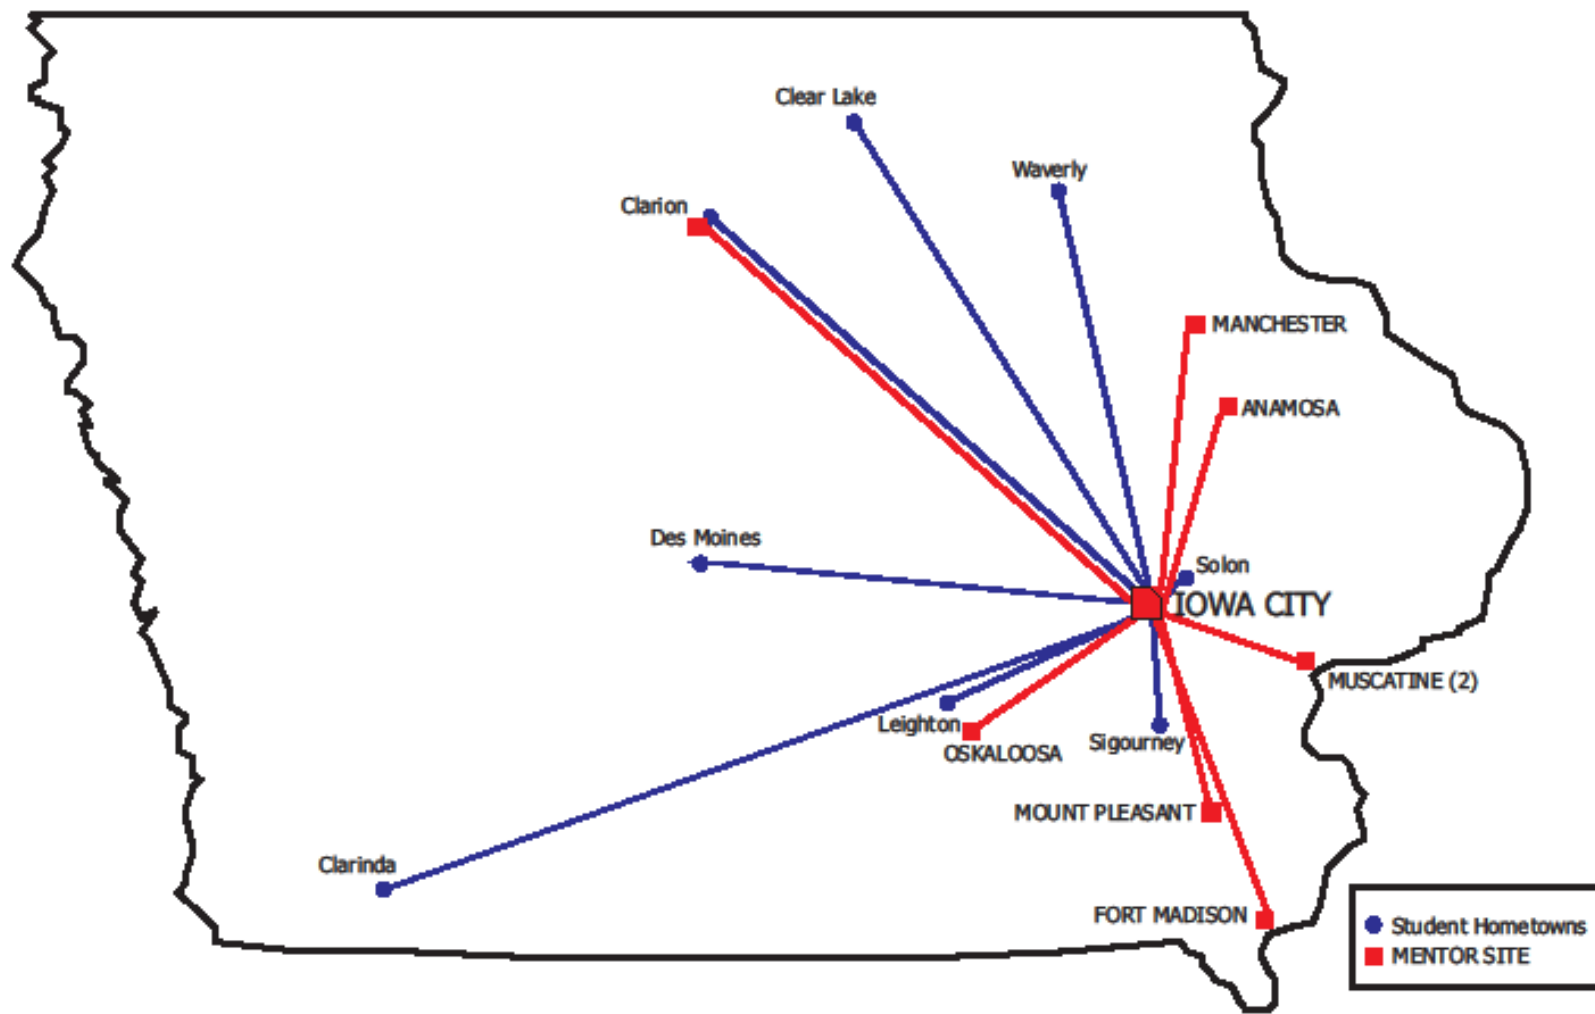 Clear Lake
Waverly
Clarion
MANCHESTER
ANAMOSA
Des Moines
Solon
IOWA CITY
MUSCATINE (2)
Leighton
OSKALOOSA
Sigourney
MOUNT PLEASANT
Clarinda
FORT MADISON
Student Hometowns
MENTOR SITE